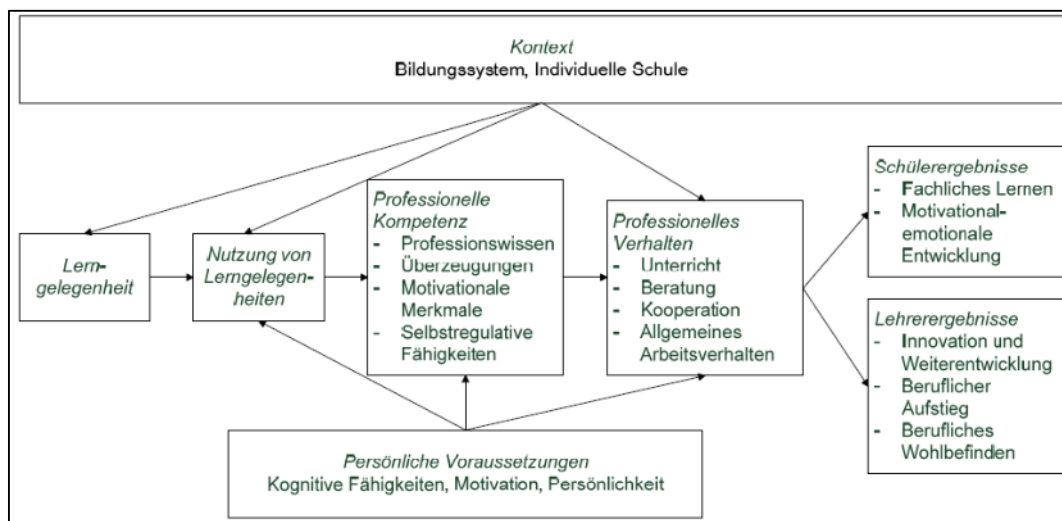 Kontext
Bildungssystem, Individuelle Schule
Lern-
gelegenheit
Nutzung von
Lerngelegen-
heiten
Professionelle
Kompetenz
- Professionswissen
- Überzeugungen
- Motivationale
Merkmale
- Selbstregulative
Fähigkeiten
Professionelles
Verhalten
- Unterricht
- Beratung
- Kooperation
- Allgemeines
Arbeitsverhalten
Schülerergebnisse
- Fachliches Lernen
- Motivational-
emotionale
Entwicklung
Lehrerergebnisse
- Innovation und
Weiterentwicklung
- Beruflicher
Aufstieg
- Berufliches
Wohlbefinden
Persönliche Voraussetzungen
Kognitive Fähigkeiten, Motivation, Persönlichkeit